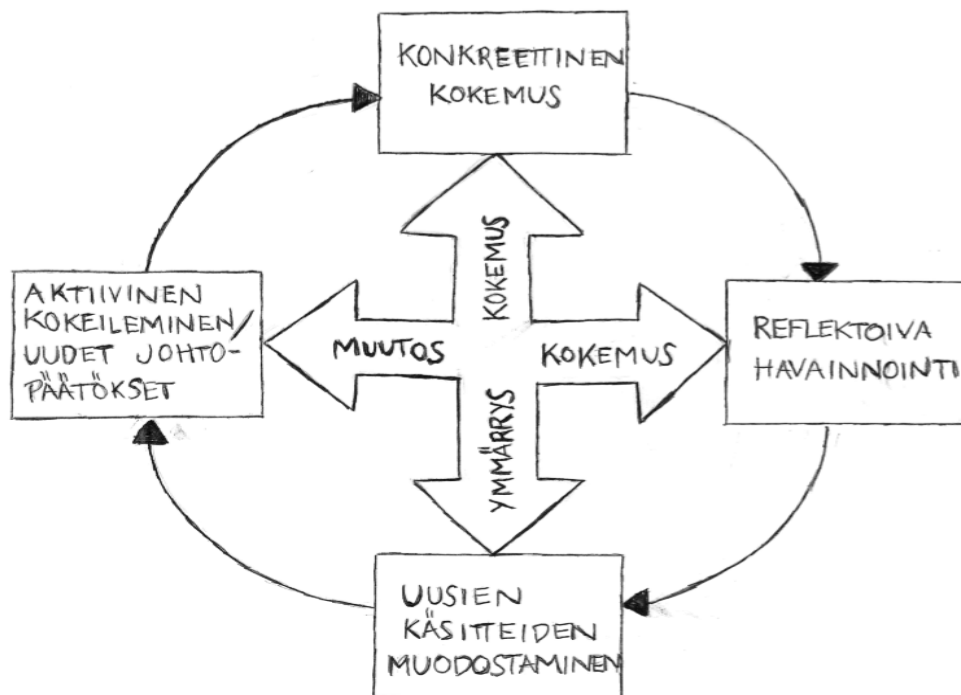 KONKREETTINEN
KOKEMUS
KOKEMUS
AKTIIVINEN
KOKEILEMINEN/
UUDET JOHTO-
PÄÄTÖKSET
MUUTOS
KOKEMUS
REFLEKTOIVA
HAVAINNOINTI
YMMÄRRYS
UUSIEN
KÄSITTEIDEN
MUODOSTAMINEN